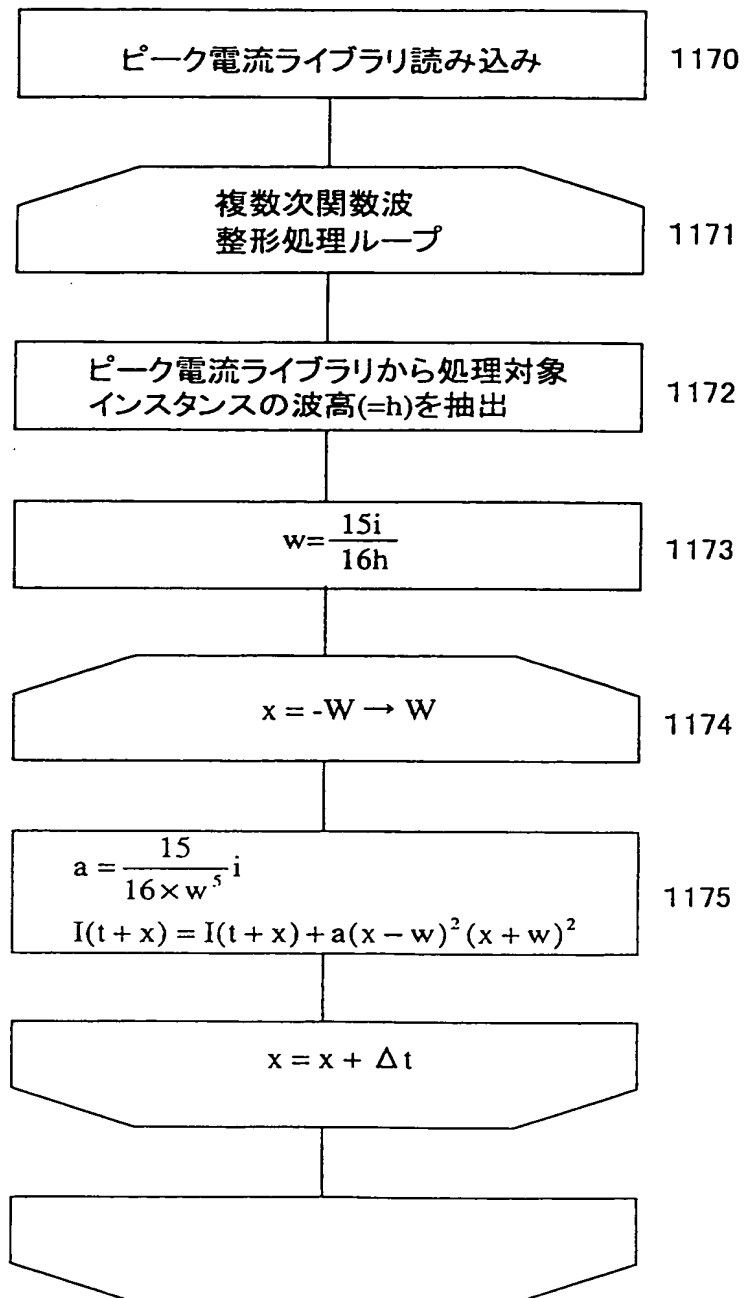 ピーク電流ライブラリ読み込み 1170
複数次関数波
整形処理ループ 1171
ピーク電流ライブラリから処理対象
インスタンスの波高(=h)を抽出 1172
w=15i/16h 1173
x = -W → W 1174
a = 15/(16×w⁵) i
I(t + x) = I(t + x) + a(x − w)² (x + w)² 1175
x = x + Δt